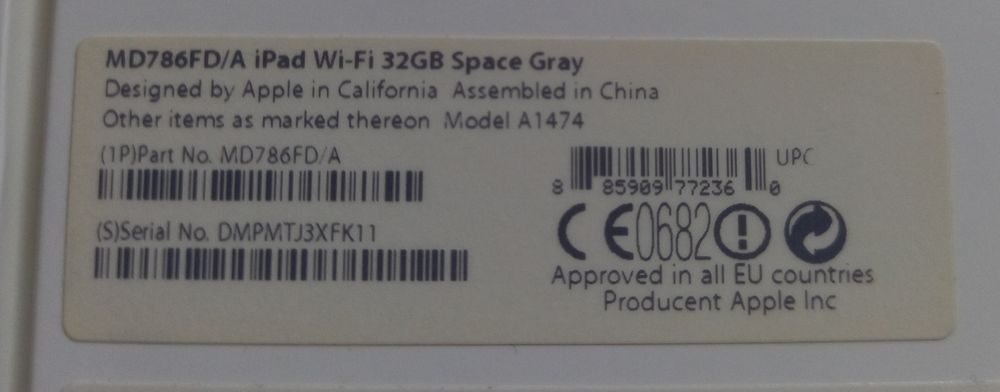 MD786FD/A iPad Wi-Fi 32GB Space Gray
Designed by Apple in California Assembled in China
Other items as marked thereon Model A1474
(1P)Part No. MD786FD/A
UPC
8 85909 77236 0
(S)Serial No. DMPMTJ3XFK11
CE0682
Approved in all EU countries
Producent Apple Inc